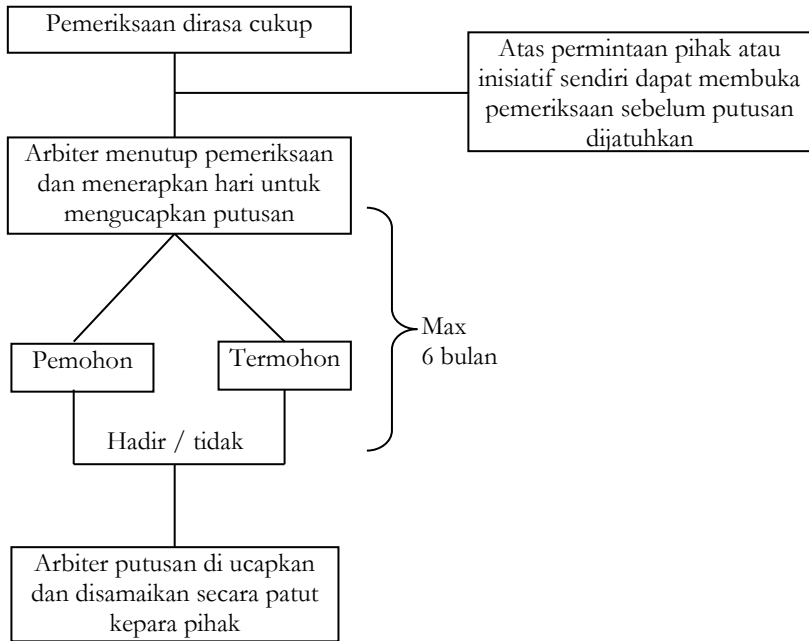 Pemeriksaan dirasa cukup
Atas permintaan pihak atau
inisiatif sendiri dapat membuka
pemeriksaan sebelum putusan
dijatuhkan
Arbiter menutup pemeriksaan
dan menerapkan hari untuk
mengucapkan putusan
Max
6 bulan
Pemohon
Termohon
Hadir / tidak
Arbiter putusan di ucapkan
dan disamaikan secara patut
kepara pihak